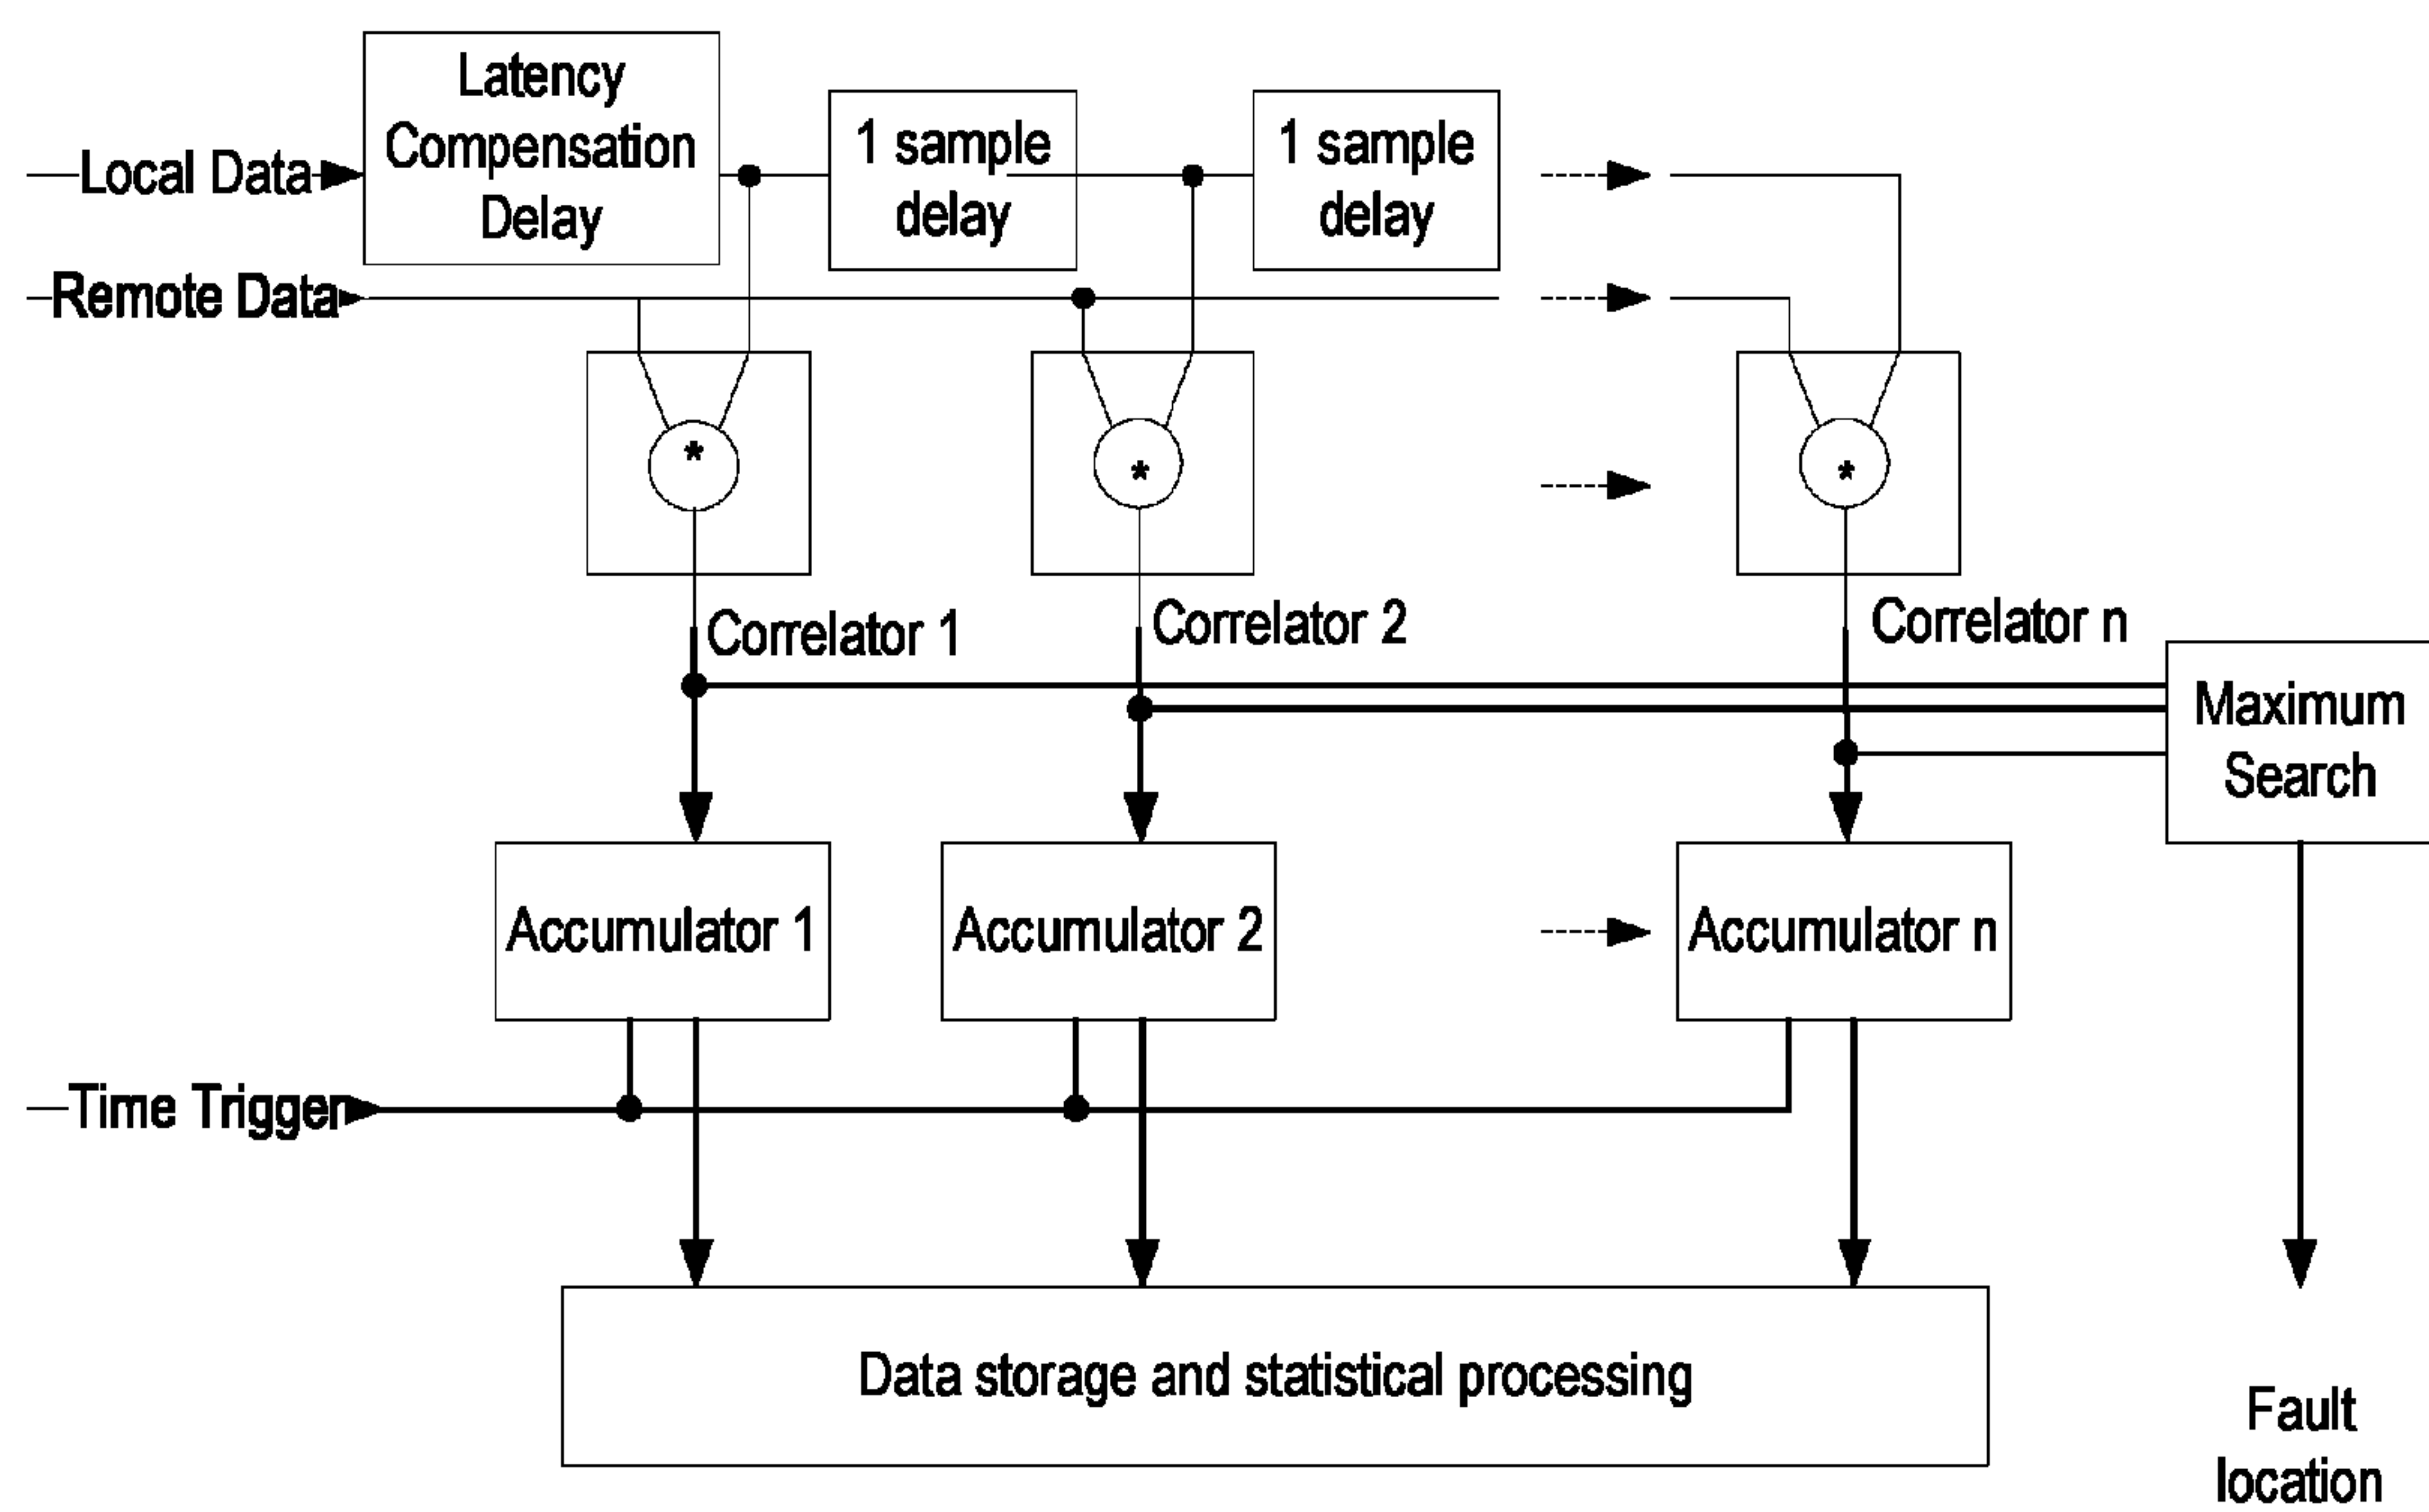 Latency
Compensation
Delay
1 sample
delay
1 sample
delay
Local Data
Remote Data
*
*
*
Correlator 1
Correlator 2
Correlator n
Maximum
Search
Accumulator 1
Accumulator 2
Accumulator n
Time Trigger
Data storage and statistical processing
Fault
location